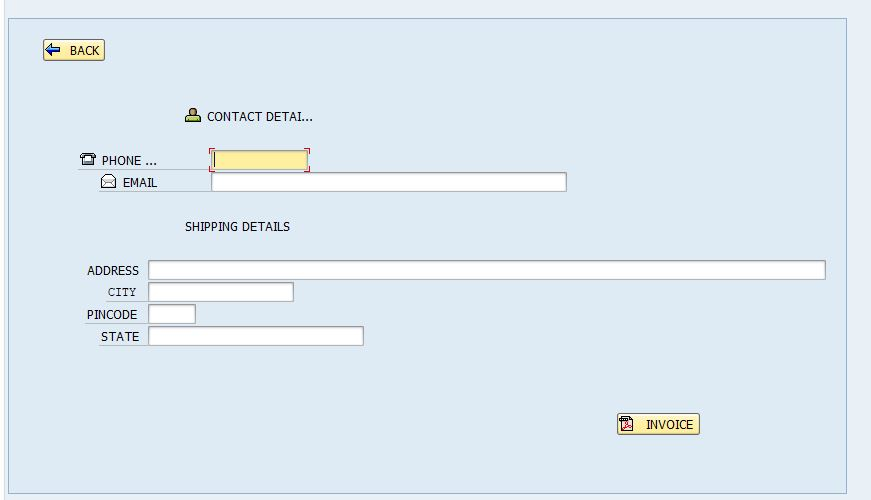 BACK
CONTACT DETAI...
PHONE ...
EMAIL
SHIPPING DETAILS
ADDRESS
CITY
PINCODE
STATE
INVOICE